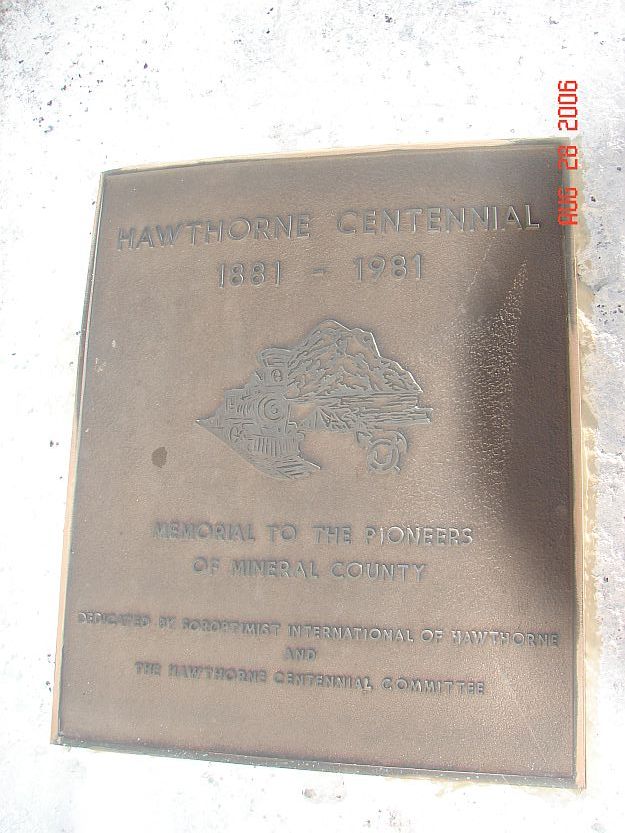 HAWTHORNE CENTENNIAL
1881 - 1981
MEMORIAL TO THE PIONEERS
OF MINERAL COUNTY
DEDICATED BY SOROPTIMIST INTERNATIONAL OF HAWTHORNE
AND
THE HAWTHORNE CENTENNIAL COMMITTEE
AUG 28 2006